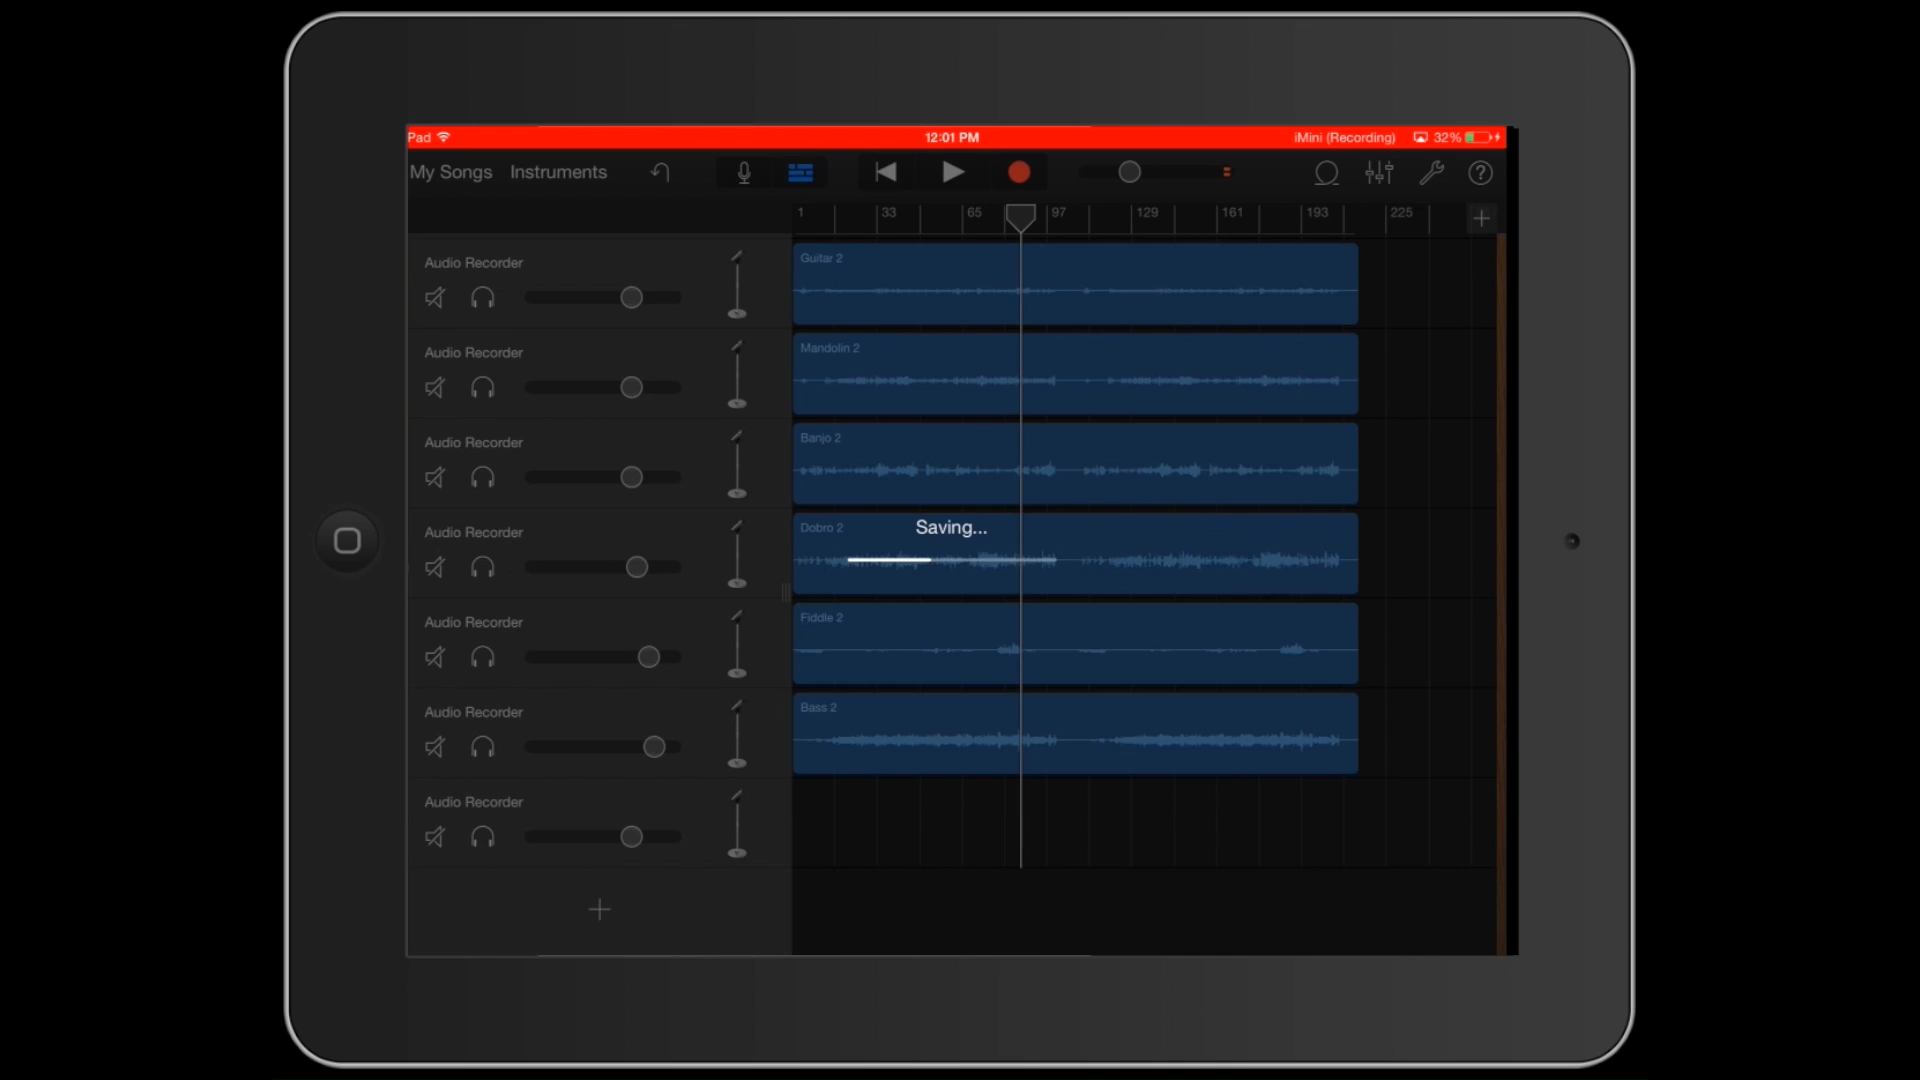 Pad 12:01 PM iMini (Recording) 32%
My Songs Instruments
1 33 65 97 129 161 193 225
Audio Recorder
Guitar 2
Audio Recorder
Mandolin 2
Audio Recorder
Banjo 2
Audio Recorder
Dobro 2
Saving...
Audio Recorder
Fiddle 2
Audio Recorder
Bass 2
Audio Recorder